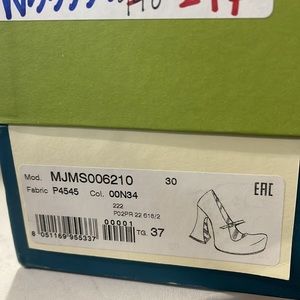 Mod. MJMS006210 30
Fabric P4545 Col. 00N34
EAC
222
P02PR 22 618/2
00001
8 051169 955337
TG. 37